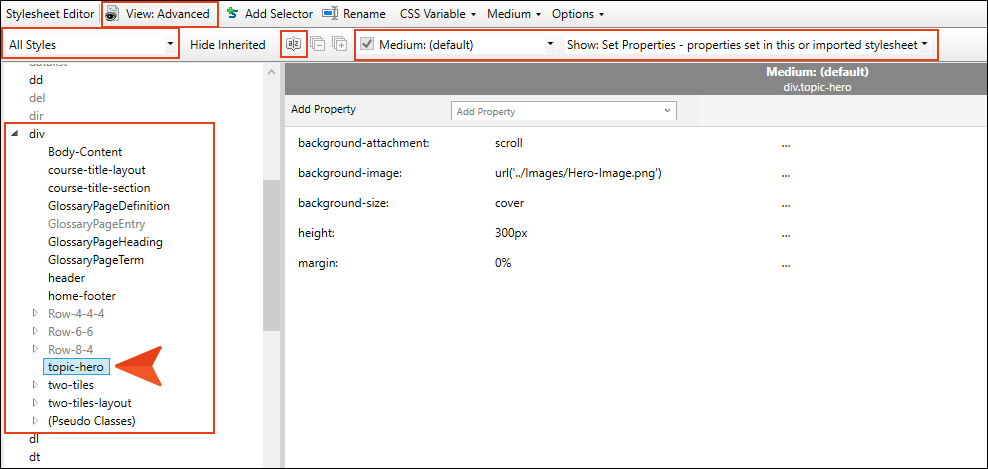 Stylesheet Editor View: Advanced Add Selector Rename CSS Variable Medium Options
All Styles Hide Inherited Medium: (default) Show: Set Properties - properties set in this or imported stylesheet
datalist
dd
del
dir
div
Body-Content
course-title-layout
course-title-section
GlossaryPageDefinition
GlossaryPageEntry
GlossaryPageHeading
GlossaryPageTerm
header
home-footer
Row-4-4-4
Row-6-6
Row-8-4
topic-hero
two-tiles
two-tiles-layout
(Pseudo Classes)
dl
dt
Medium: (default)
div.topic-hero
Add Property Add Property
background-attachment: scroll ...
background-image: url('../Images/Hero-Image.png') ...
background-size: cover ...
height: 300px ...
margin: 0% ...